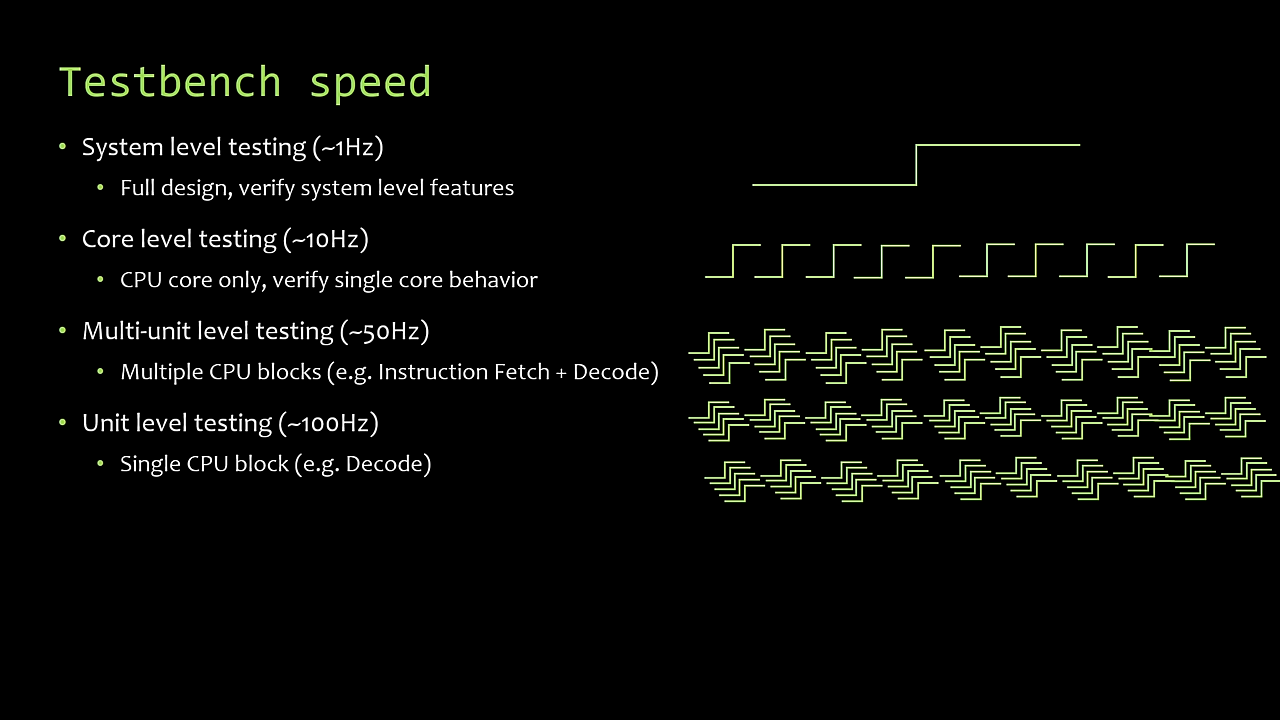 Testbench speed
• System level testing (~1Hz)
• Full design, verify system level features
• Core level testing (~10Hz)
• CPU core only, verify single core behavior
• Multi-unit level testing (~50Hz)
• Multiple CPU blocks (e.g. Instruction Fetch + Decode)
• Unit level testing (~100Hz)
• Single CPU block (e.g. Decode)